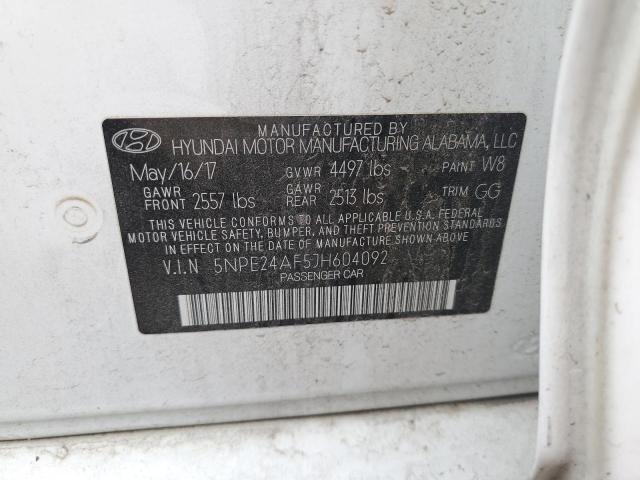 MANUFACTURED BY
HYUNDAI MOTOR MANUFACTURING ALABAMA, LLC
May/16/17 GVWR 4497 lbs PAINT W8
GAWR FRONT 2557 lbs GAWR REAR 2513 lbs TRIM GG
THIS VEHICLE CONFORMS TO ALL APPLICABLE U.S.A. FEDERAL
MOTOR VEHICLE SAFETY, BUMPER, AND THEFT PREVENTION STANDARDS
IN EFFECT ON THE DATE OF MANUFACTURE SHOWN ABOVE.
V.I.N 5NPE24AF5JH604092
PASSENGER CAR